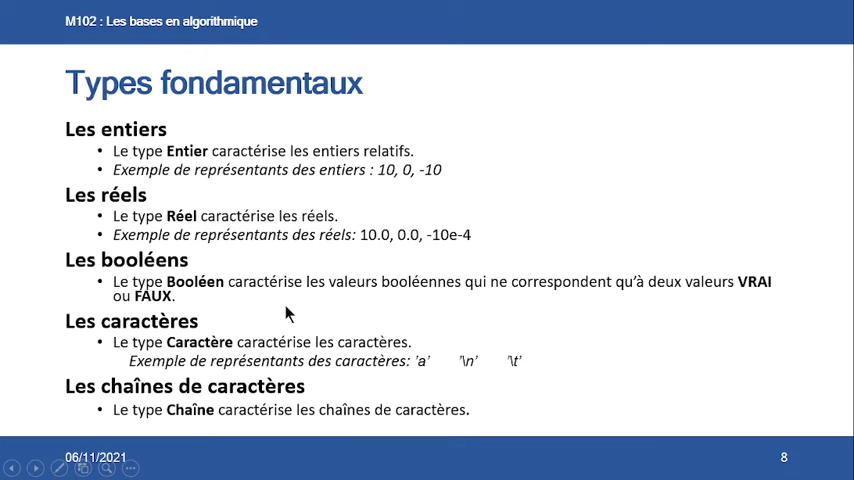 M102 : Les bases en algorithmique
Types fondamentaux
Les entiers
• Le type Entier caractérise les entiers relatifs.
• Exemple de représentants des entiers : 10, 0, -10
Les réels
• Le type Réel caractérise les réels.
• Exemple de représentants des réels: 10.0, 0.0, -10e-4
Les booléens
• Le type Booléen caractérise les valeurs booléennes qui ne correspondent qu’à deux valeurs VRAI
ou FAUX.
Les caractères
• Le type Caractère caractérise les caractères.
Exemple de représentants des caractères: ’a’ ’\n’ ’\t’
Les chaînes de caractères
• Le type Chaîne caractérise les chaînes de caractères.
06/11/2021
8